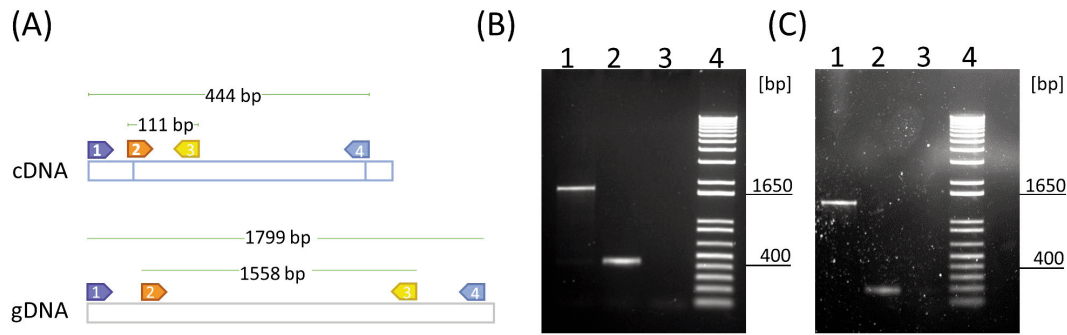 (A)
444 bp
111 bp
1 2 3 4
cDNA
1799 bp
1558 bp
1 2 3 4
gDNA
(B)
1 2 3 4
[bp]
1650
400
(C)
1 2 3 4
[bp]
1650
400